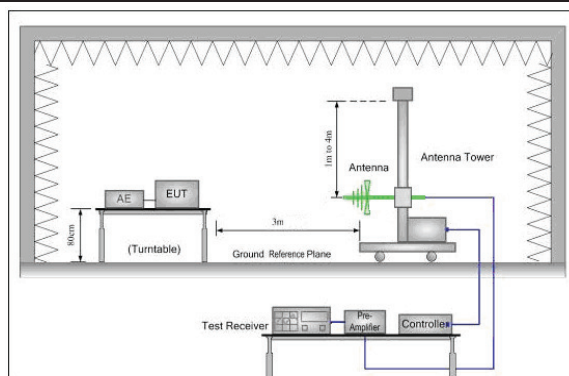 1m to 4m
Antenna
Antenna Tower
AE
EUT
80cm
(Turntable)
3m
Ground Reference Plane
Test Receiver
Pre-
Amplifier
Controller